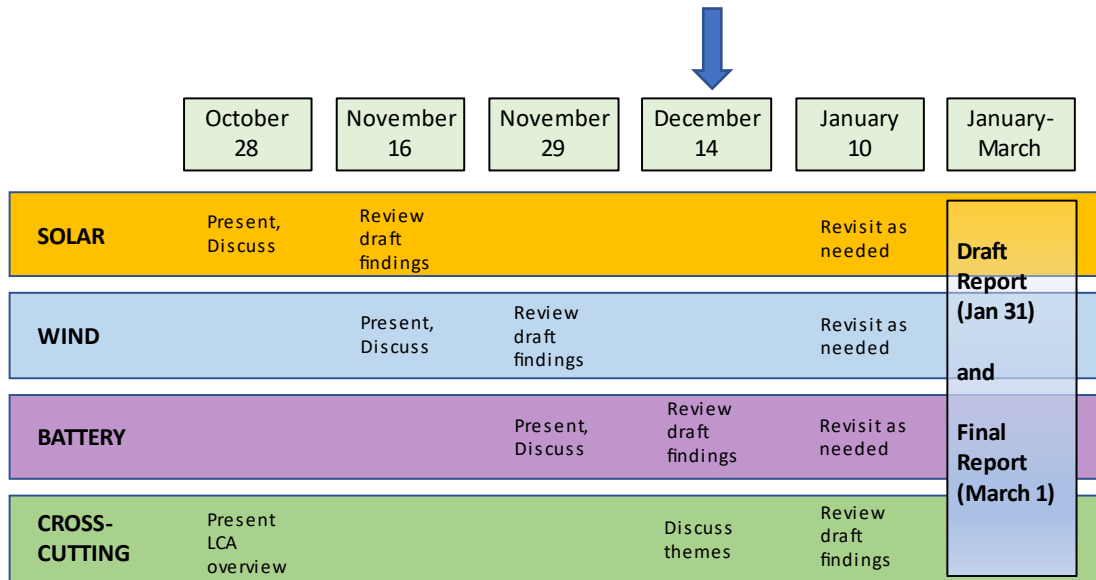 October
28
November
16
November
29
December
14
January
10
January-
March
SOLAR
Present,
Discuss
Review
draft
findings
Revisit as
needed
WIND
Present,
Discuss
Review
draft
findings
Revisit as
needed
BATTERY
Present,
Discuss
Review
draft
findings
Revisit as
needed
CROSS-
CUTTING
Present
LCA
overview
Discuss
themes
Review
draft
findings
Draft
Report
(Jan 31)
and
Final
Report
(March 1)